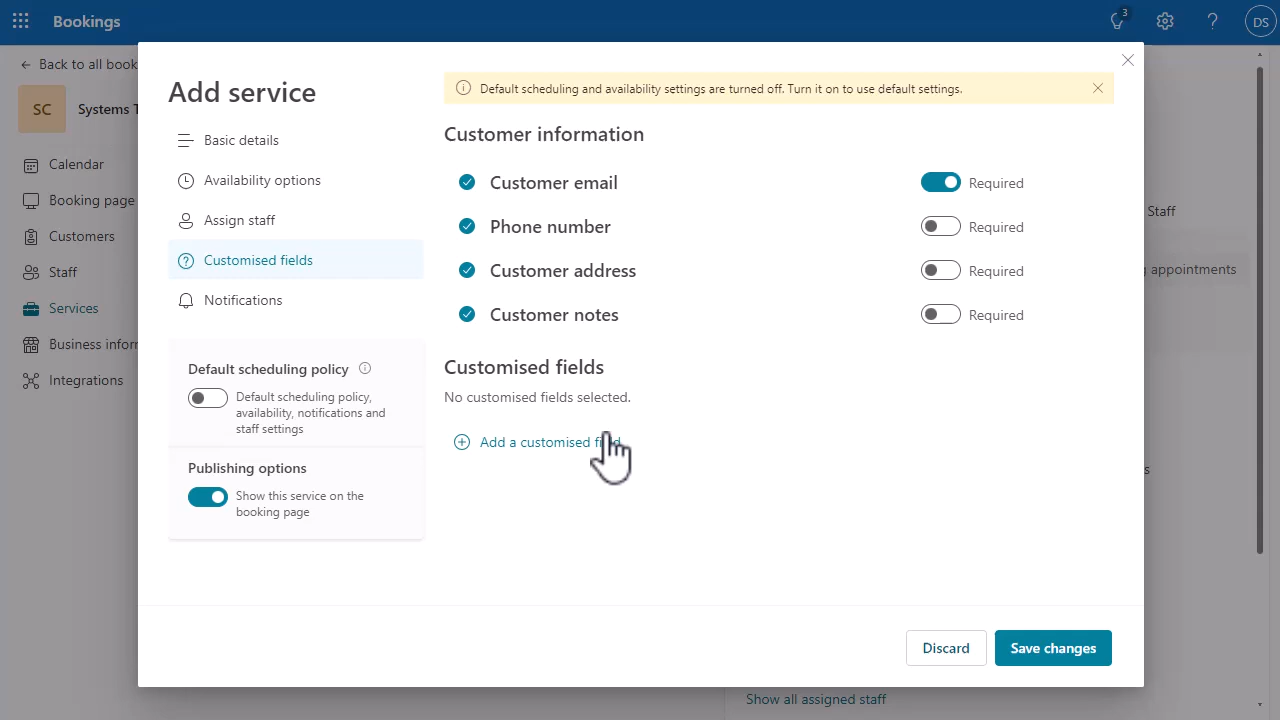 Bookings
3
?
DS
Back to all book
SC
Systems T
Calendar
Booking page
Customers
Staff
Services
Business inforn
Integrations
Add service
Basic details
Availability options
Assign staff
Customised fields
Notifications
Default scheduling policy
Default scheduling policy,
availability, notifications and
staff settings
Publishing options
Show this service on the
booking page
Default scheduling and availability settings are turned off. Turn it on to use default settings.
Customer information
Customer email
Required
Phone number
Required
Customer address
Required
Customer notes
Required
Customised fields
No customised fields selected.
Add a customised field
Discard
Save changes
Staff
g appointments
s
Show all assigned staff